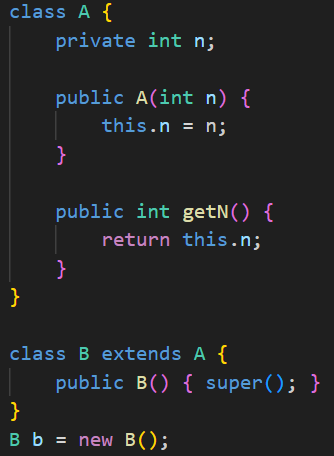 class A {
    private int n;

    public A(int n) {
        this.n = n;
    }

    public int getN() {
        return this.n;
    }
}

class B extends A {
    public B() { super(); }
}
B b = new B();